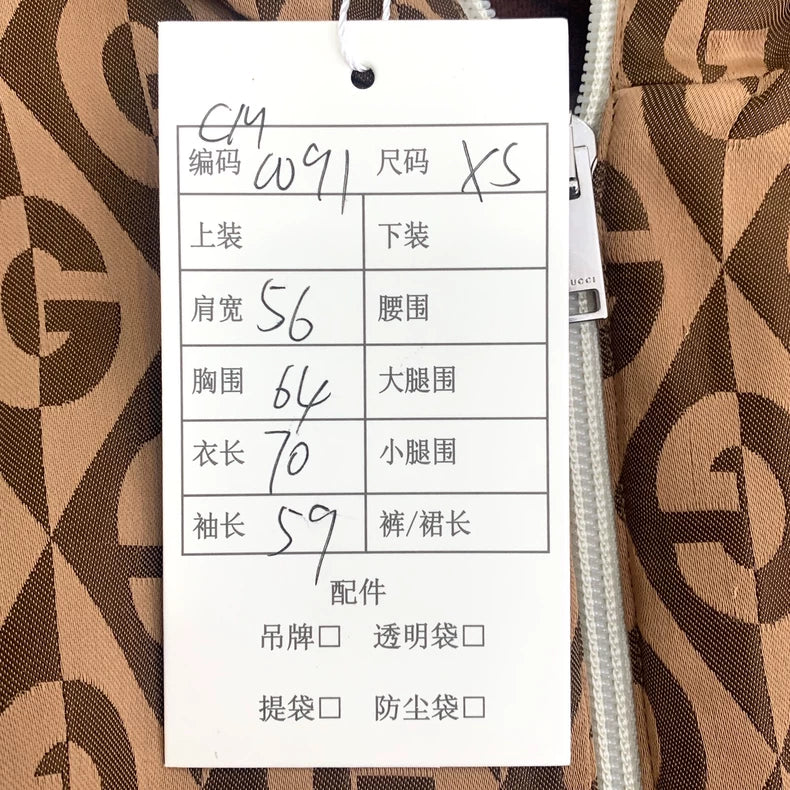 CM
编码 W091 尺码 XS
上装 下装
肩宽 56 腰围
胸围 64 大腿围
衣长 70 小腿围
袖长 59 裤/裙长
配件
吊牌□ 透明袋□
提袋□ 防尘袋□